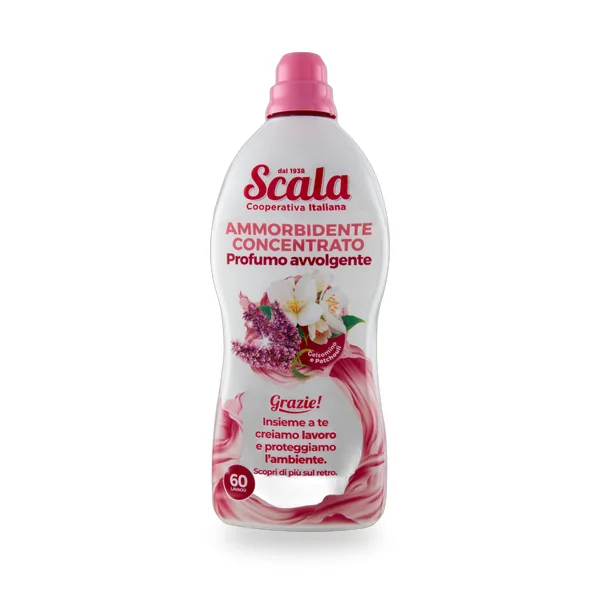 dal 1938
Scala
Cooperativa Italiana
AMMORBIDENTE
CONCENTRATO
Profumo avvolgente
Gelsomino
e Patchouli
Grazie!
Insieme a te
creiamo lavoro
e proteggiamo
l'ambiente.
Scopri di più sul retro.
60
LAVAGGI